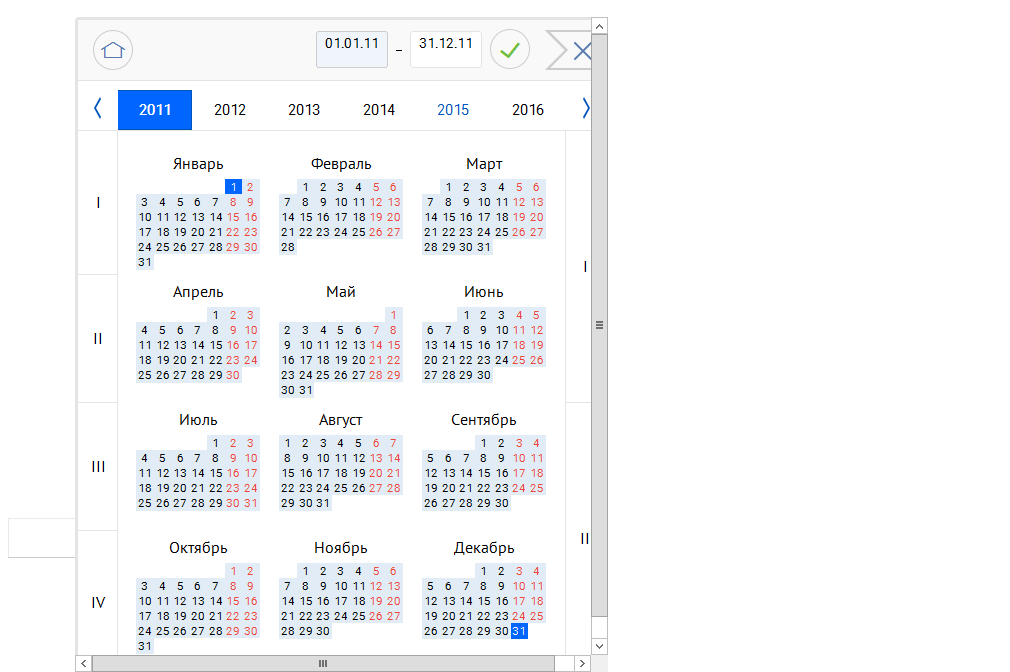 01.01.11 – 31.12.11
2011 2012 2013 2014 2015 2016
Январь Февраль Март
1 2 1 2 3 4 5 6 1 2 3 4 5 6
I 3 4 5 6 7 8 9 7 8 9 10 11 12 13 7 8 9 10 11 12 13
10 11 12 13 14 15 16 14 15 16 17 18 19 20 14 15 16 17 18 19 20
17 18 19 20 21 22 23 21 22 23 24 25 26 27 21 22 23 24 25 26 27
24 25 26 27 28 29 30 28 28 29 30 31
31 I
Апрель Май Июнь
1 2 3 1 1 2 3 4 5
II 4 5 6 7 8 9 10 2 3 4 5 6 7 8 6 7 8 9 10 11 12
11 12 13 14 15 16 17 9 10 11 12 13 14 15 13 14 15 16 17 18 19
18 19 20 21 22 23 24 16 17 18 19 20 21 22 20 21 22 23 24 25 26
25 26 27 28 29 30 23 24 25 26 27 28 29 27 28 29 30
30 31
Июль Август Сентябрь
1 2 3 1 2 3 4 5 6 7 1 2 3 4
4 5 6 7 8 9 10 8 9 10 11 12 13 14 5 6 7 8 9 10 11
III 11 12 13 14 15 16 17 15 16 17 18 19 20 21 12 13 14 15 16 17 18
18 19 20 21 22 23 24 22 23 24 25 26 27 28 19 20 21 22 23 24 25
25 26 27 28 29 30 31 29 30 31 26 27 28 29 30
II
Октябрь Ноябрь Декабрь
1 2 1 2 3 4 5 6 1 2 3 4
3 4 5 6 7 8 9 7 8 9 10 11 12 13 5 6 7 8 9 10 11
IV 10 11 12 13 14 15 16 14 15 16 17 18 19 20 12 13 14 15 16 17 18
17 18 19 20 21 22 23 21 22 23 24 25 26 27 19 20 21 22 23 24 25
24 25 26 27 28 29 30 28 29 30 26 27 28 29 30 31
31